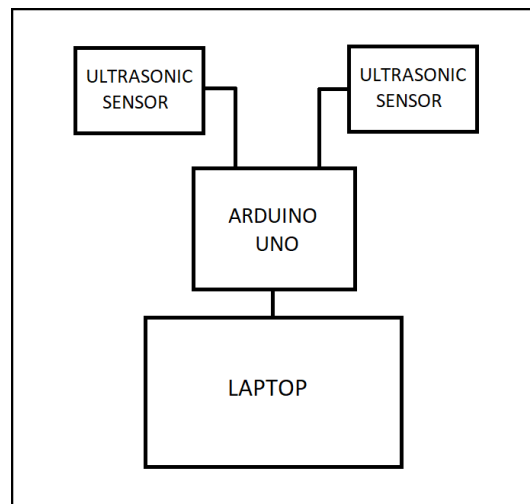 ULTRASONIC
SENSOR
ULTRASONIC
SENSOR
ARDUINO
UNO
LAPTOP